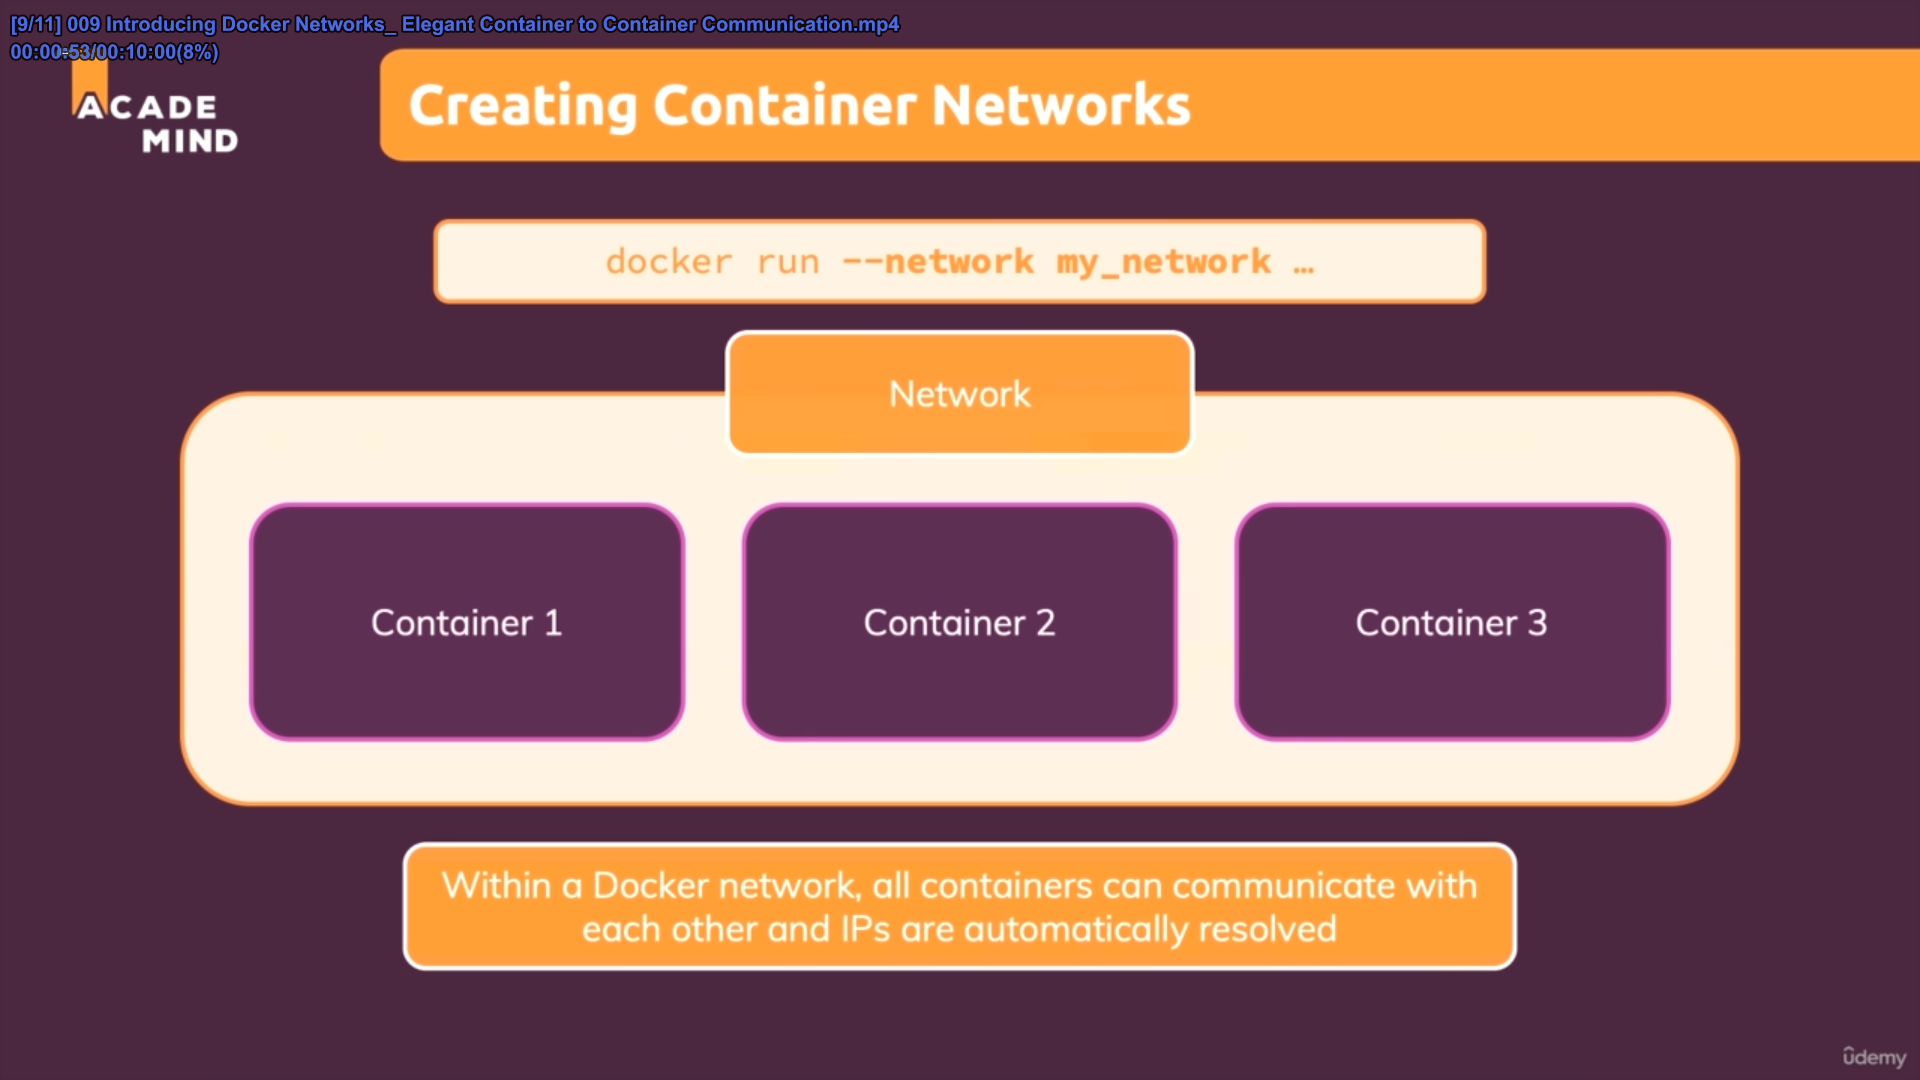 [9/11] 009 Introducing Docker Networks_ Elegant Container to Container Communication.mp4
00:00:53/00:10:00(8%)
ACADE
MIND
Creating Container Networks
docker run --network my_network …
Network
Container 1
Container 2
Container 3
Within a Docker network, all containers can communicate with
each other and IPs are automatically resolved
ûdemy